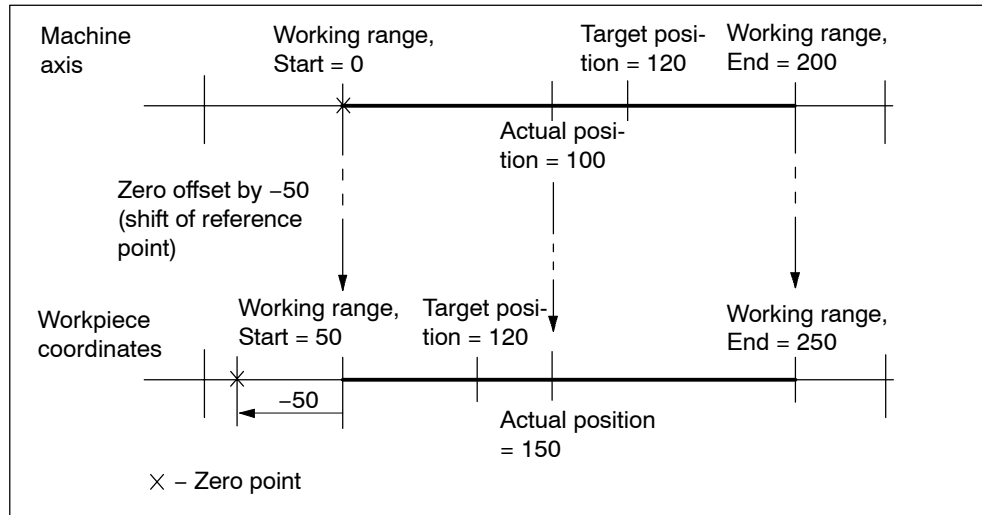 Machine
axis
Working range,
Start = 0
Target posi-
tion = 120
Working range,
End = 200
Actual posi-
tion = 100
Zero offset by −50
(shift of reference
point)
Workpiece
coordinates
Working range,
Start = 50
Target posi-
tion = 120
Working range,
End = 250
−50
Actual position
= 150
× – Zero point